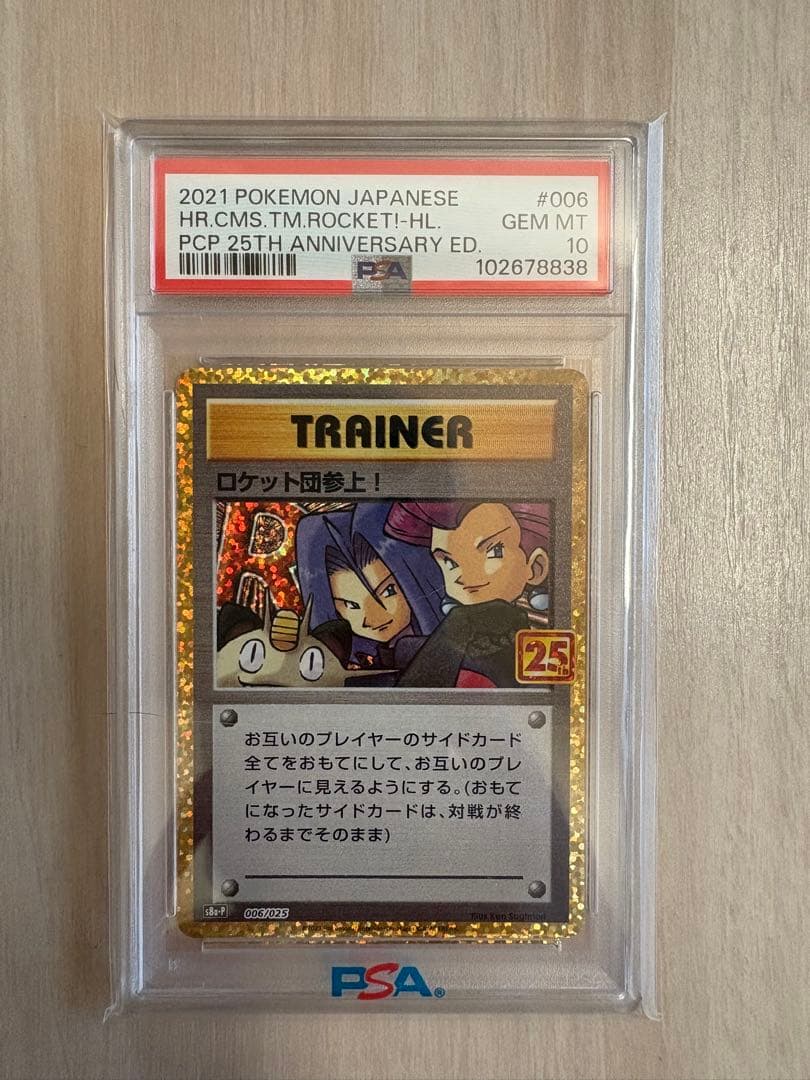 2021 POKEMON JAPANESE #006
HR.CMS.TM.ROCKET!-HL. GEM MT
PCP 25TH ANNIVERSARY ED. 10
PSA 102678838
TRAINER
ロケット団参上！
R
25th
お互いのプレイヤーのサイドカード
全てをおもてにして、お互いのプレ
イヤーに見えるようにする。(おもて
になったサイドカードは、対戦が終
わるまでそのまま)
s8a-P 006/025 Illus. Ken Sugimori
PSA®